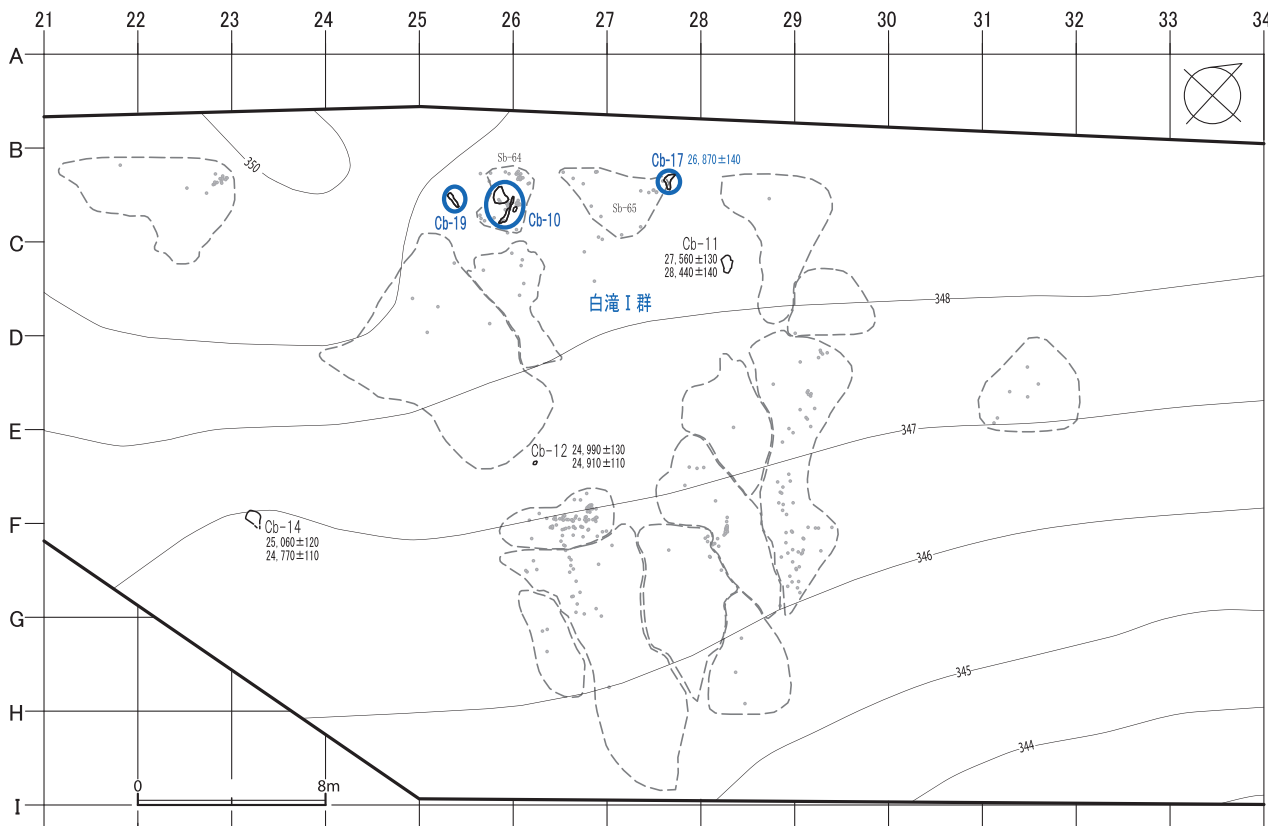 21 22 23 24 25 26 27 28 29 30 31 32 33 34
A
B
350
Sb-64
Cb-17 26,870±140
Cb-19
Cb-10
Sb-65
C
Cb-11
27,560±130
28,440±140
白滝Ⅰ群
348
D
E
347
Cb-12 24,990±130
24,910±110
F
Cb-14
25,060±120
24,770±110
346
G
345
H
344
0 8m
I